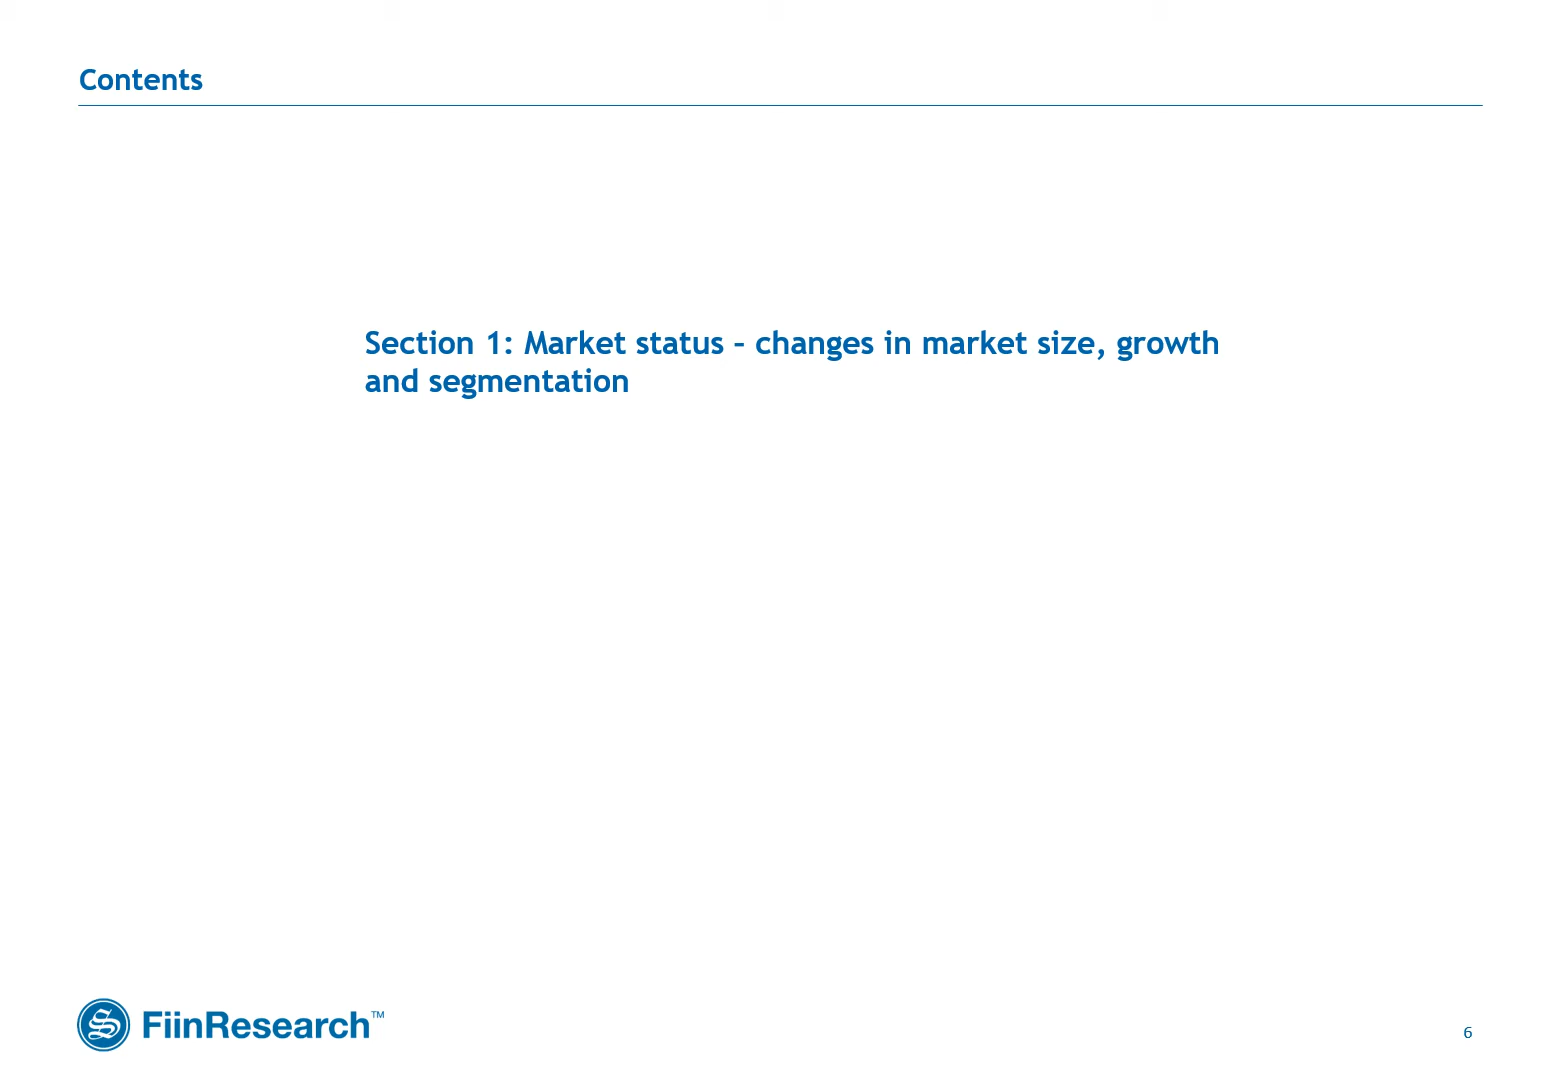 Contents
Section 1: Market status – changes in market size, growth
and segmentation
FiinResearch™
6